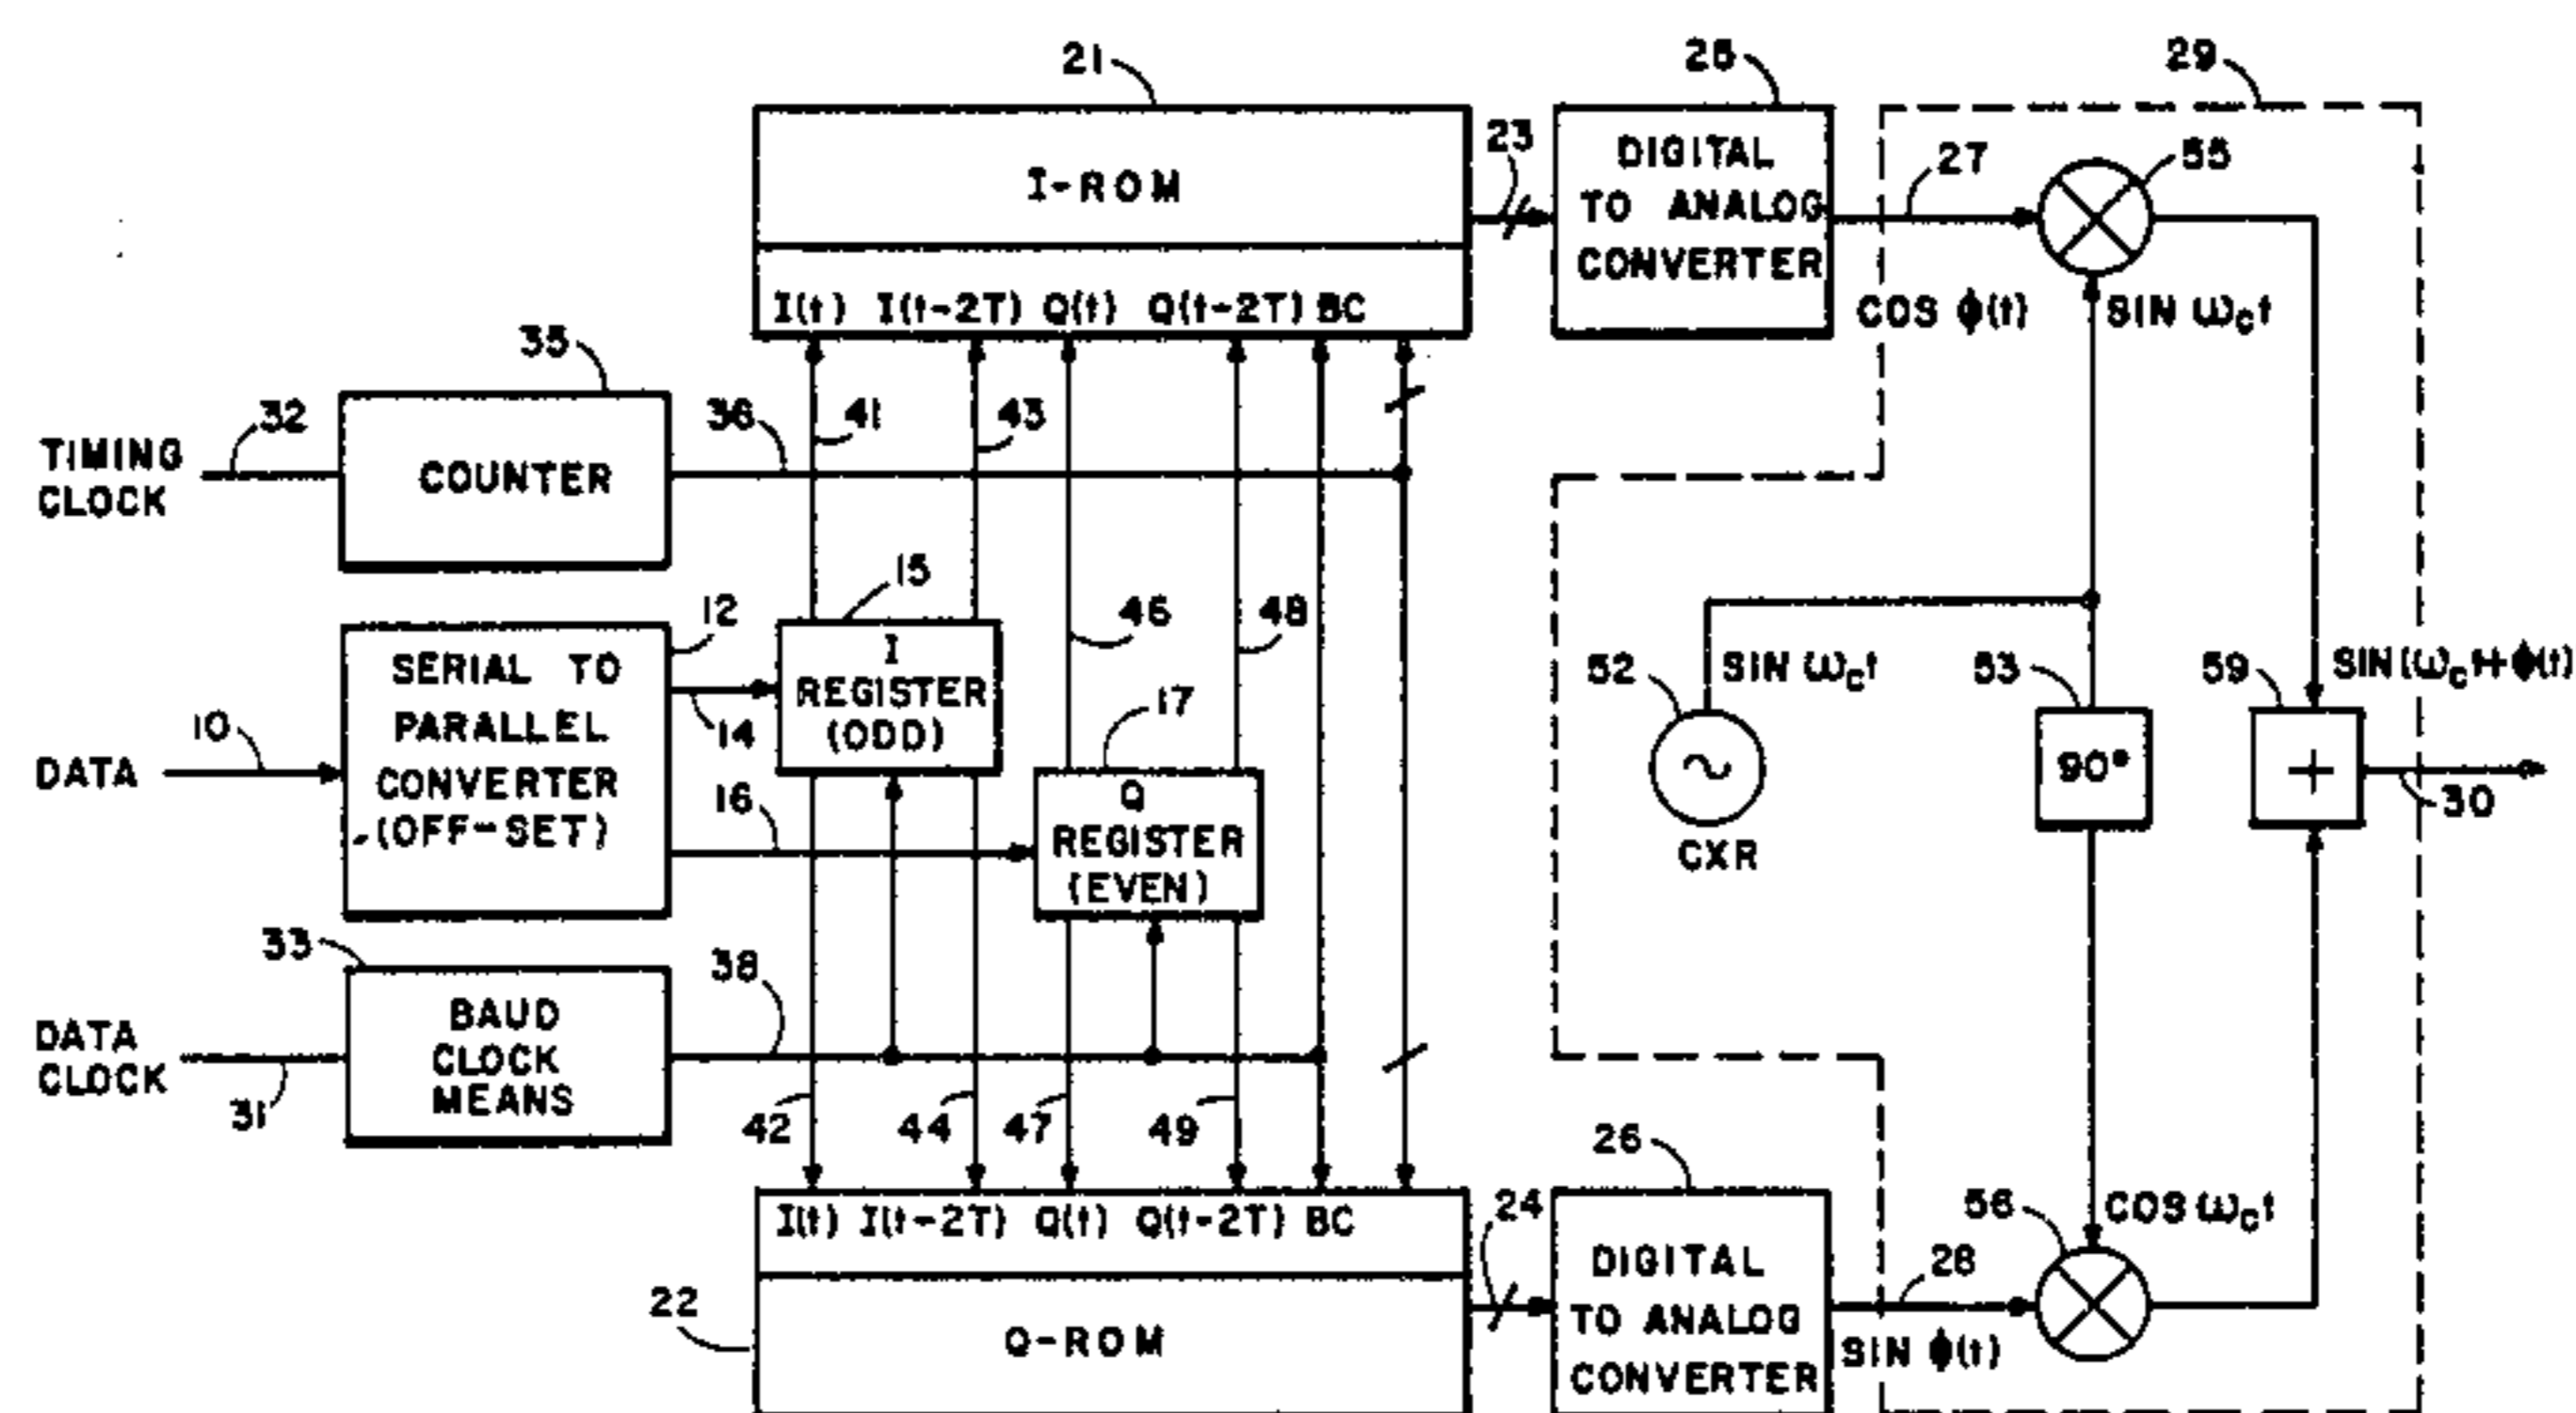 21
25
29
I-ROM
23
DIGITAL
TO ANALOG
CONVERTER
27
55
I(t) I(t-2T) Q(t) Q(t-2T) BC
COS ϕ(t)
SIN ωct
35
32
TIMING
CLOCK
COUNTER
36
41
43
15
12
SERIAL TO
PARALLEL
CONVERTER
(OFF-SET)
I
REGISTER
(ODD)
14
46
48
17
10
DATA
16
Q
REGISTER
(EVEN)
52
SIN ωct
CXR
53
90°
59
+
SIN(ωct+ϕ(t)
30
33
38
DATA
CLOCK
31
BAUD
CLOCK
MEANS
42
44
47
49
26
I(t) I(t-2T) Q(t) Q(t-2T) BC
24
56
COS ωct
22
Q-ROM
DIGITAL
TO ANALOG
CONVERTER
28
SIN ϕ(t)